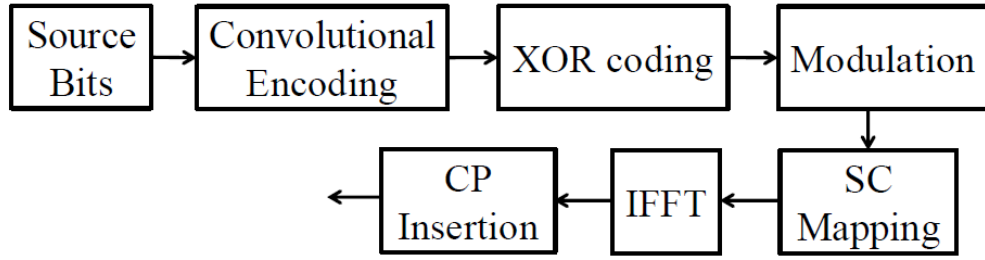 Source
Bits
Convolutional
Encoding
XOR coding
Modulation
SC
Mapping
IFFT
CP
Insertion